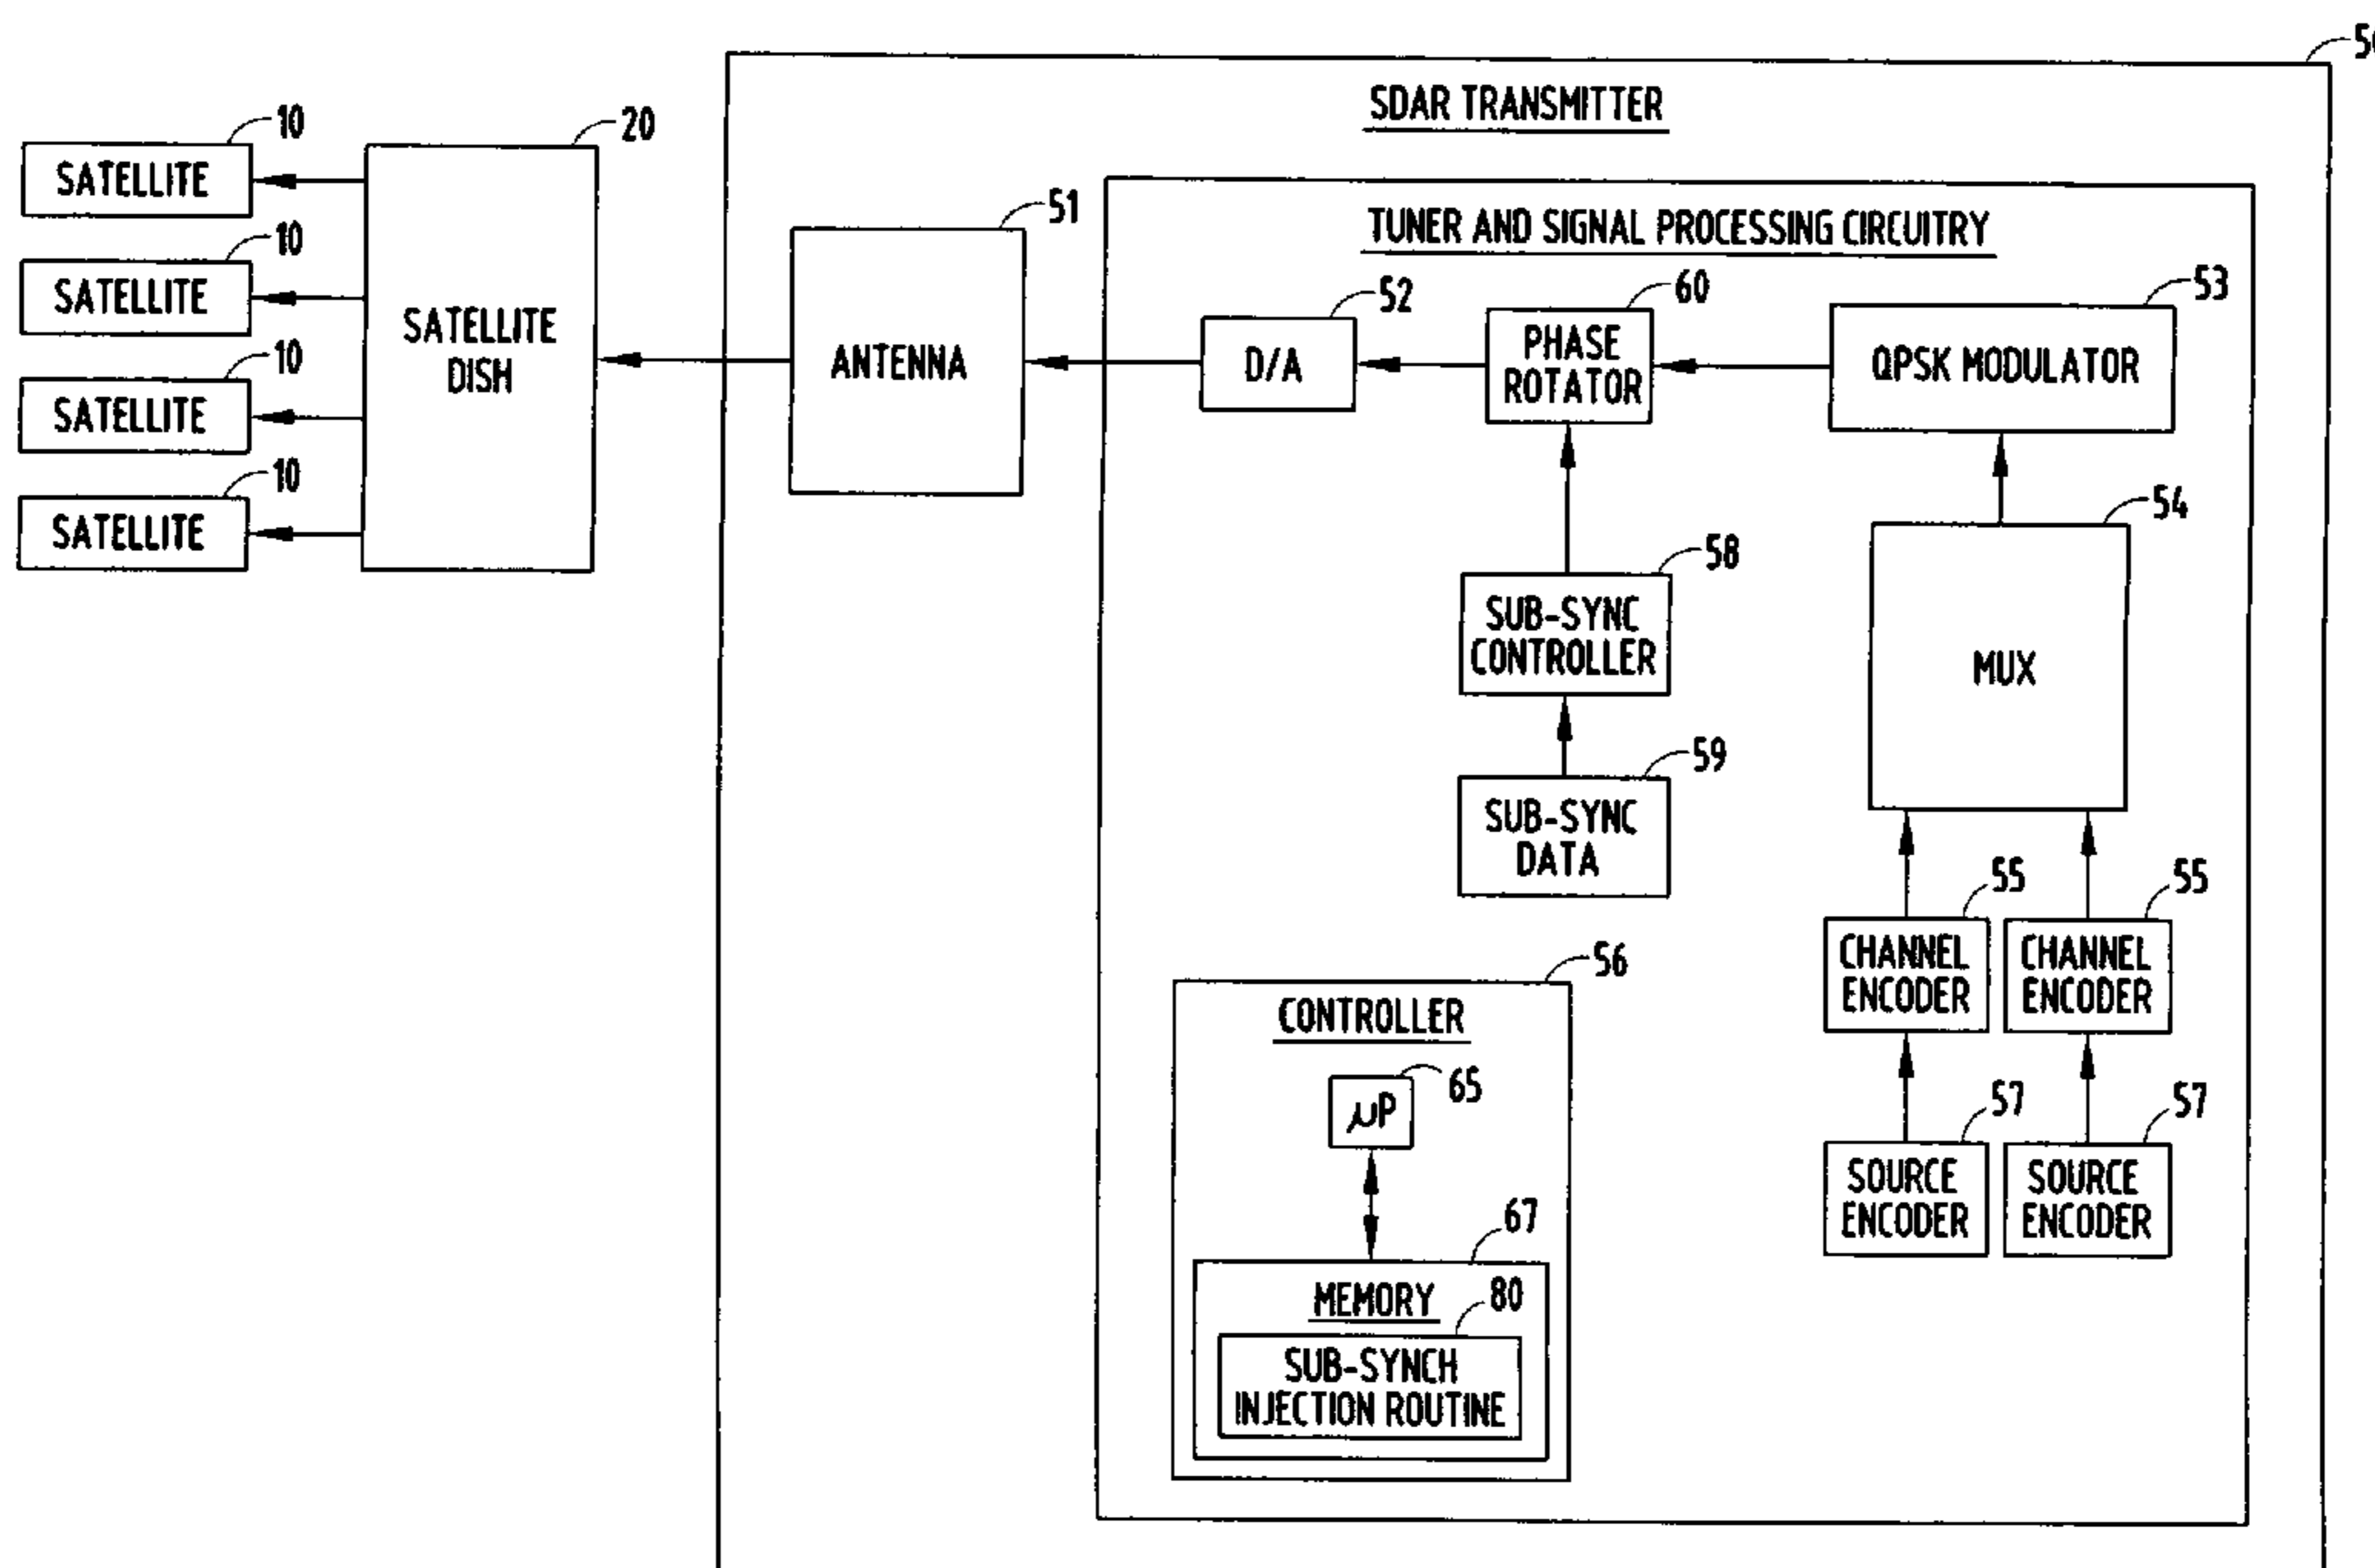 SDAR TRANSMITTER
10
SATELLITE
10
SATELLITE
10
SATELLITE
10
SATELLITE
20
SATELLITE
DISH
51
ANTENNA
TUNER AND SIGNAL PROCESSING CIRCUITRY
52
D/A
60
PHASE
ROTATOR
53
QPSK MODULATOR
58
SUB-SYNC
CONTROLLER
54
MUX
59
SUB-SYNC
DATA
55
CHANNEL
ENCODER
55
CHANNEL
ENCODER
57
SOURCE
ENCODER
57
SOURCE
ENCODER
56
CONTROLLER
65
μP
67
MEMORY
80
SUB-SYNCH
INJECTION ROUTINE